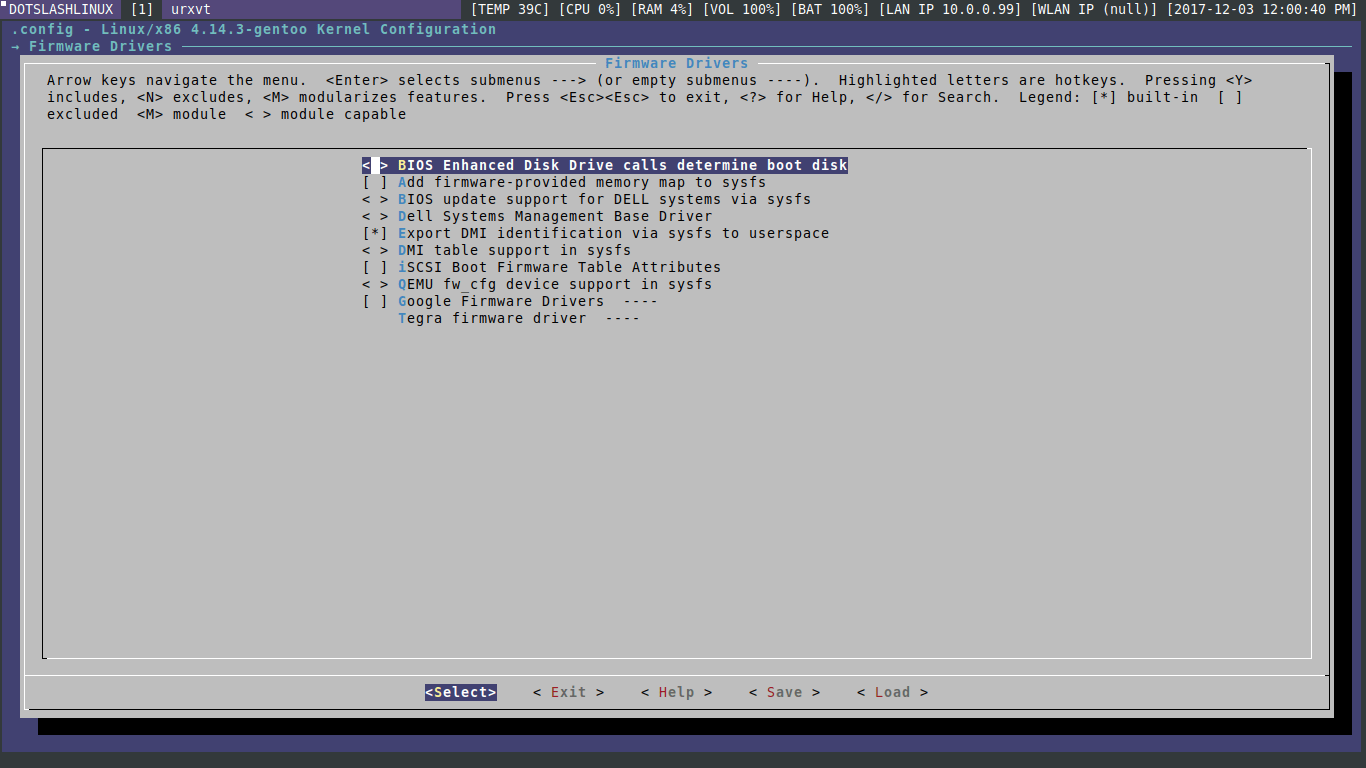 DOTSLASHLINUX [1] urxvt [TEMP 39C] [CPU 0%] [RAM 4%] [VOL 100%] [BAT 100%] [LAN IP 10.0.0.99] [WLAN IP (null)] [2017-12-03 12:00:40 PM]
.config - Linux/x86 4.14.3-gentoo Kernel Configuration
→ Firmware Drivers
Firmware Drivers
Arrow keys navigate the menu.  <Enter> selects submenus ---> (or empty submenus ----).  Highlighted letters are hotkeys.  Pressing <Y>
includes, <N> excludes, <M> modularizes features.  Press <Esc><Esc> to exit, <?> for Help, </> for Search.  Legend: [*] built-in  [ ]
excluded  <M> module  < > module capable
< > BIOS Enhanced Disk Drive calls determine boot disk
[ ] Add firmware-provided memory map to sysfs
< > BIOS update support for DELL systems via sysfs
< > Dell Systems Management Base Driver
[*] Export DMI identification via sysfs to userspace
< > DMI table support in sysfs
[ ] iSCSI Boot Firmware Table Attributes
< > QEMU fw_cfg device support in sysfs
[ ] Google Firmware Drivers  ----
Tegra firmware driver  ----
<Select>    < Exit >    < Help >    < Save >    < Load >